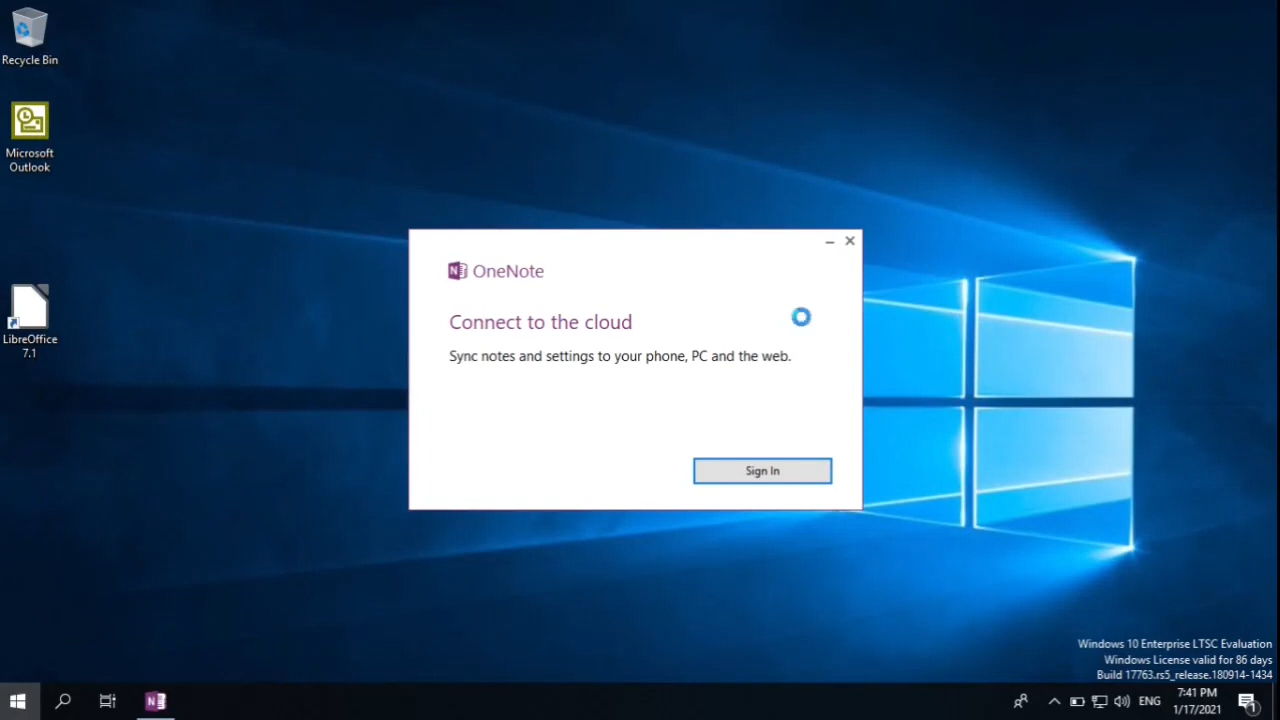 Recycle Bin
Microsoft
Outlook
LibreOffice
7.1
N OneNote
Connect to the cloud
Sync notes and settings to your phone, PC and the web.
Sign In
Windows 10 Enterprise LTSC Evaluation
Windows License valid for 86 days
Build 17763.rs5_release.180914-1434
N
ENG
7:41 PM
1/17/2021
1